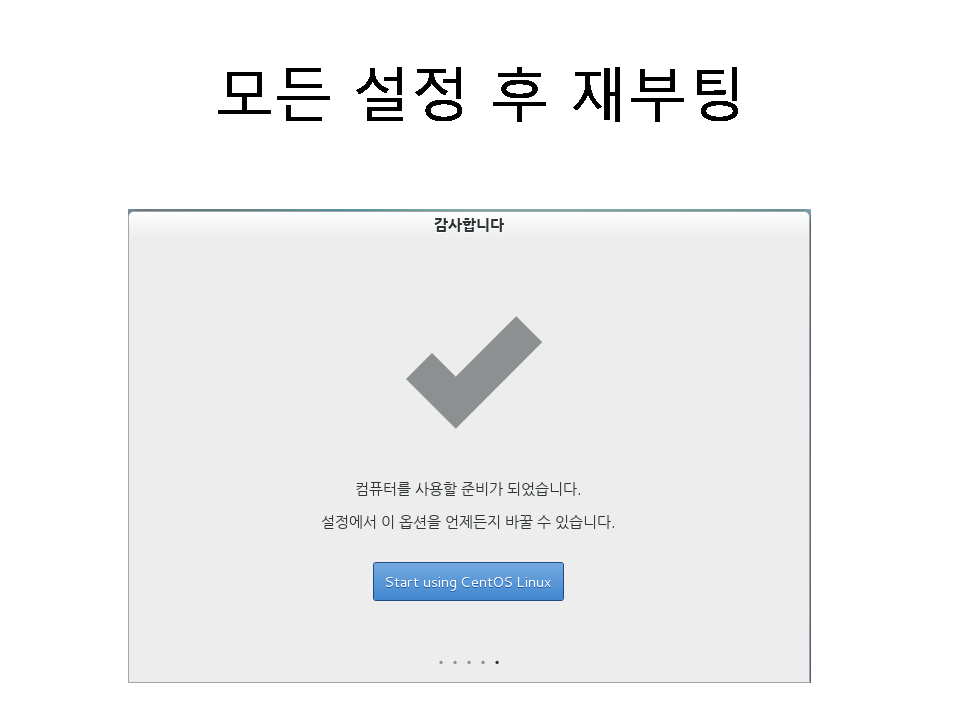 모든 설정 후 재부팅
감사합니다
컴퓨터를 사용할 준비가 되었습니다.
설정에서 이 옵션을 언제든지 바꿀 수 있습니다.
Start using CentOS Linux